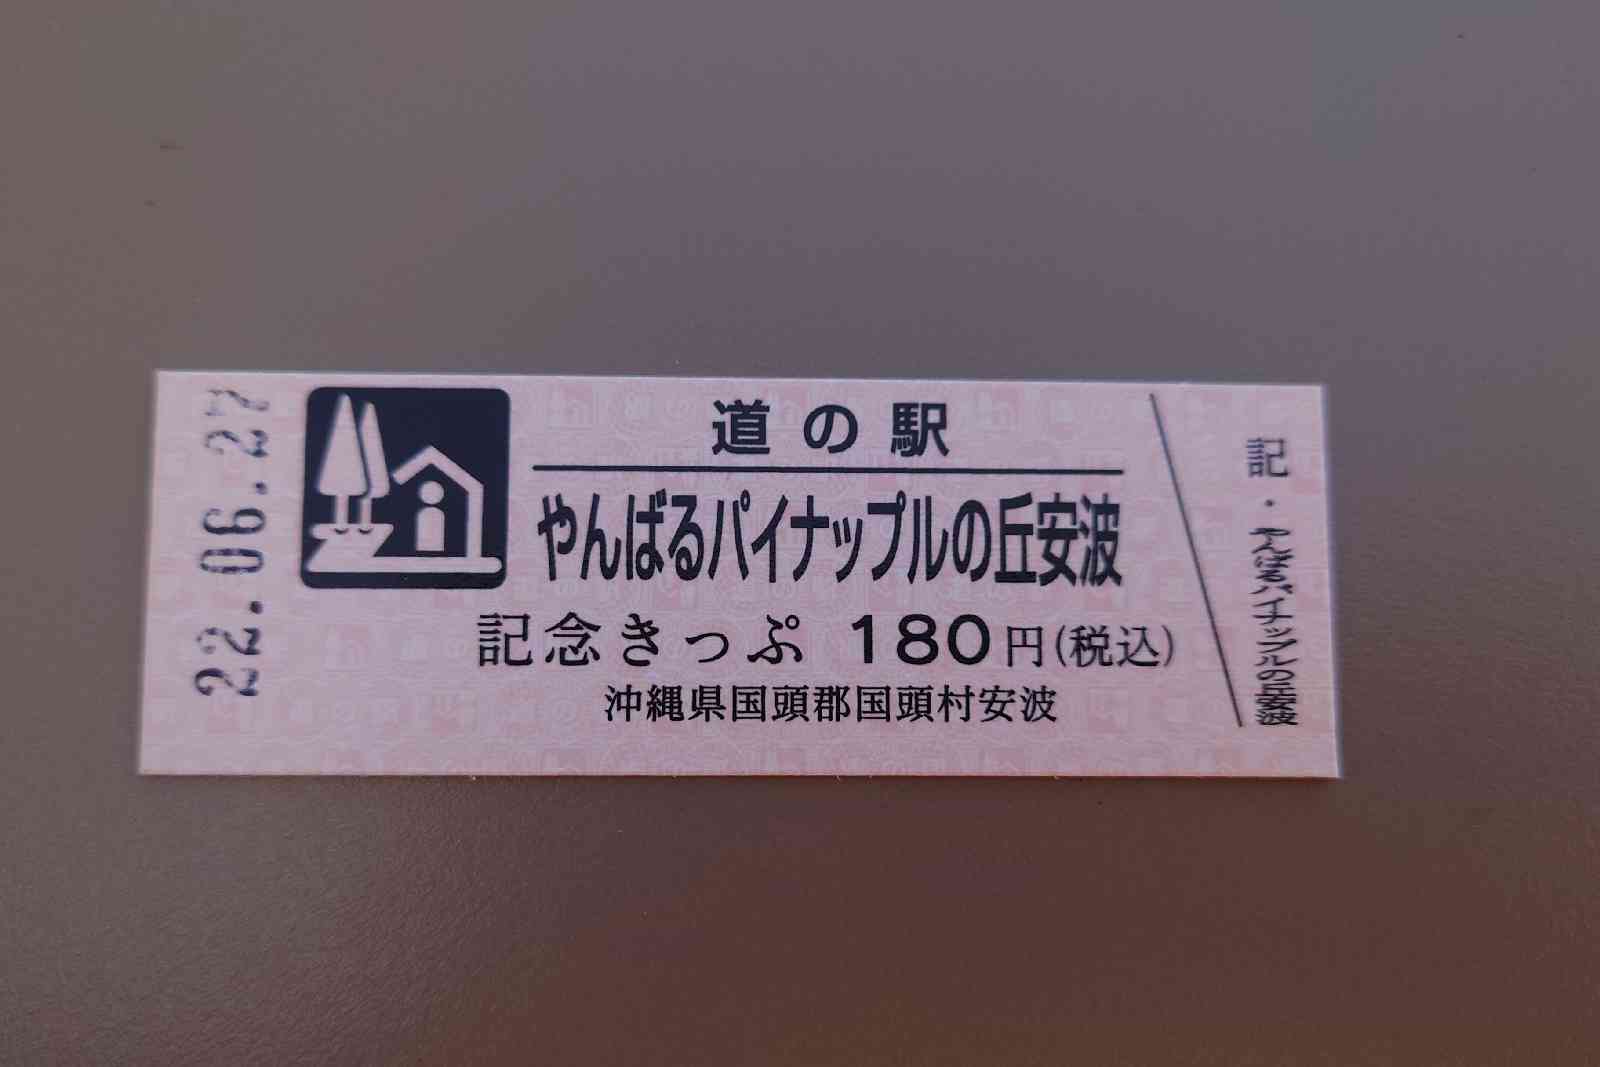 22.06.27
道の駅
やんばるパイナップルの丘安波
記念きっぷ 180円(税込)
沖縄県国頭郡国頭村安波
記・やんばるパイナップルの丘安波